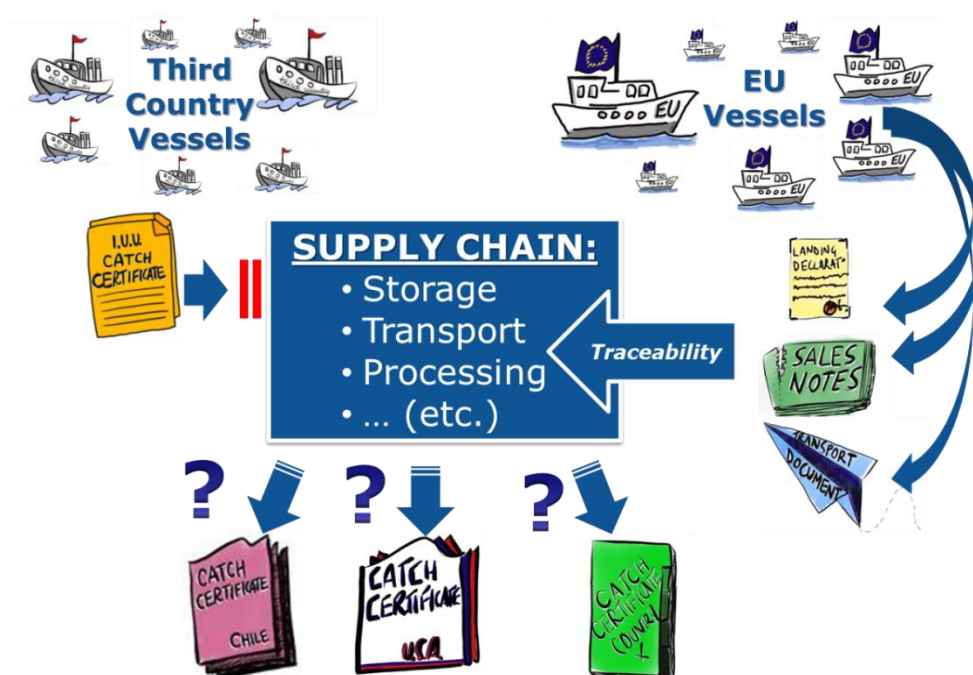 Third
Country
Vessels
EU
Vessels
EU
EU
EU
EU
I.U.U.
CATCH
CERTIFICATE
SUPPLY CHAIN:
• Storage
• Transport
• Processing
• ... (etc.)
Traceability
LANDING
DECLARAT°
SALES
NOTES
TRANSPORT
DOCUMENT
?
?
?
CATCH
CERTIFICATE
CHILE
CATCH
CERTIFICATE
U.S.A
CATCH
CERTIFICATE
COUNTRY
X